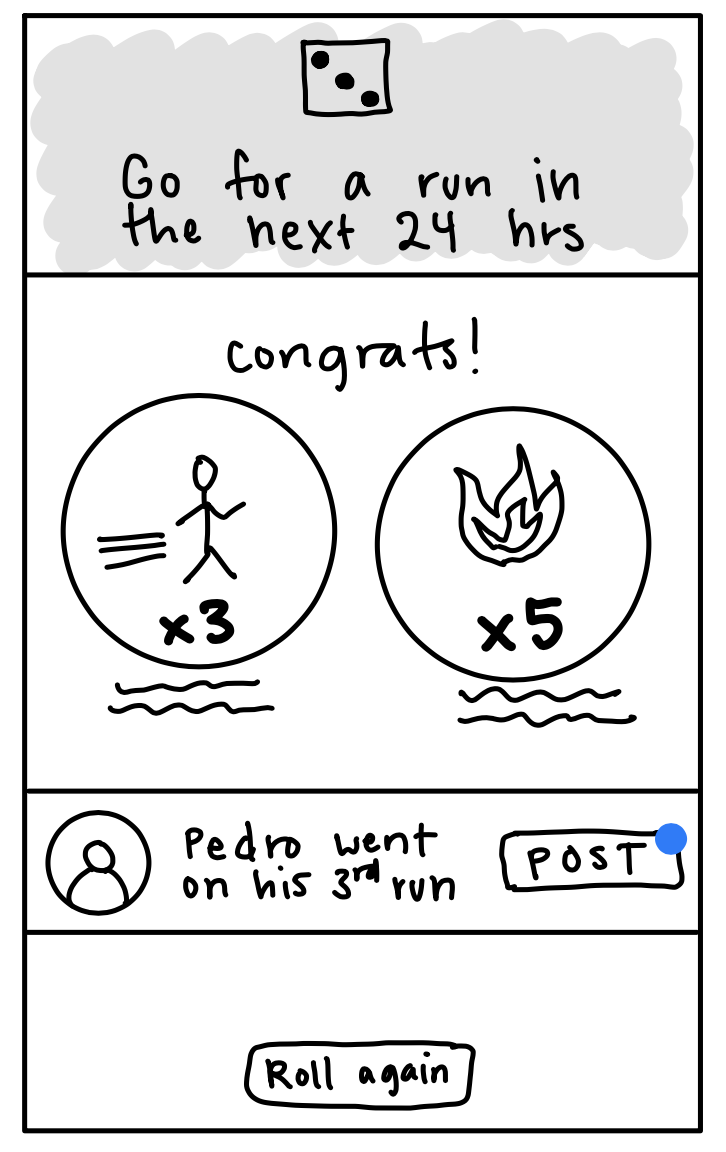 Go for a run in
the next 24 hrs
congrats!
x3
x5
Pedro went
on his 3rd run
POST
Roll again